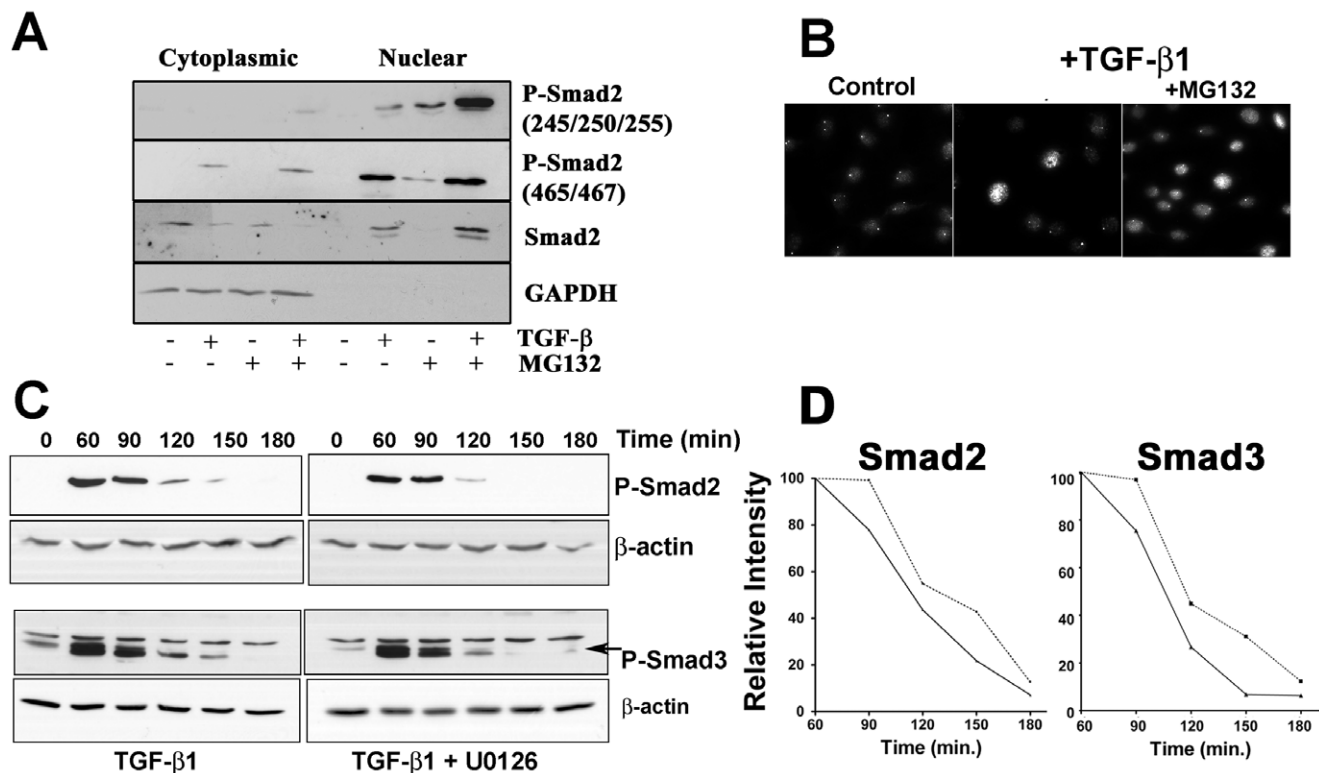 A
Cytoplasmic Nuclear
P-Smad2
(245/250/255)
P-Smad2
(465/467)
Smad2
GAPDH
- + - + - + - + TGF-β
- - + + - - + + MG132
B
+TGF-β1
Control +MG132
C
0 60 90 120 150 180 0 60 90 120 150 180 Time (min)
P-Smad2
β-actin
P-Smad3
β-actin
TGF-β1 TGF-β1 + U0126
D
Smad2 Smad3
Relative Intensity
100
80
60
40
20
0
60 90 120 150 180
Time (min.)
100
80
60
40
20
0
60 90 120 150 180
Time (min.)